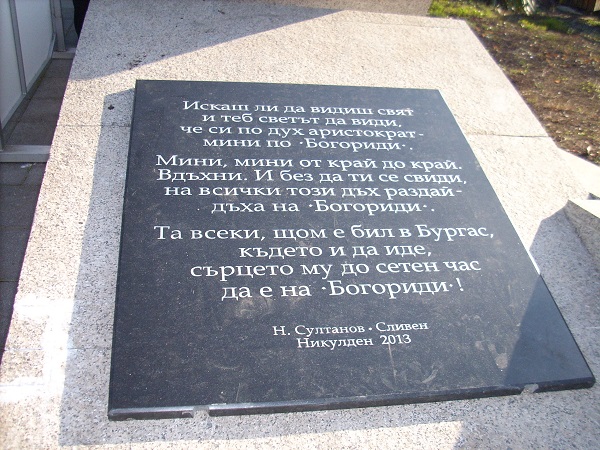 Искаш ли да видиш свят
и теб светът да види,
че си по дух аристократ-
мини по ·Богориди·.
Мини, мини от край до край.
Вдъхни. И без да ти се свиди,
на всички този дъх раздай-
дъха на ·Богориди·.
Та всеки, щом е бил в Бургас,
където и да иде,
сърцето му до сетен час
да е на ·Богориди·!
Н. Султанов · Сливен
Никулден 2013